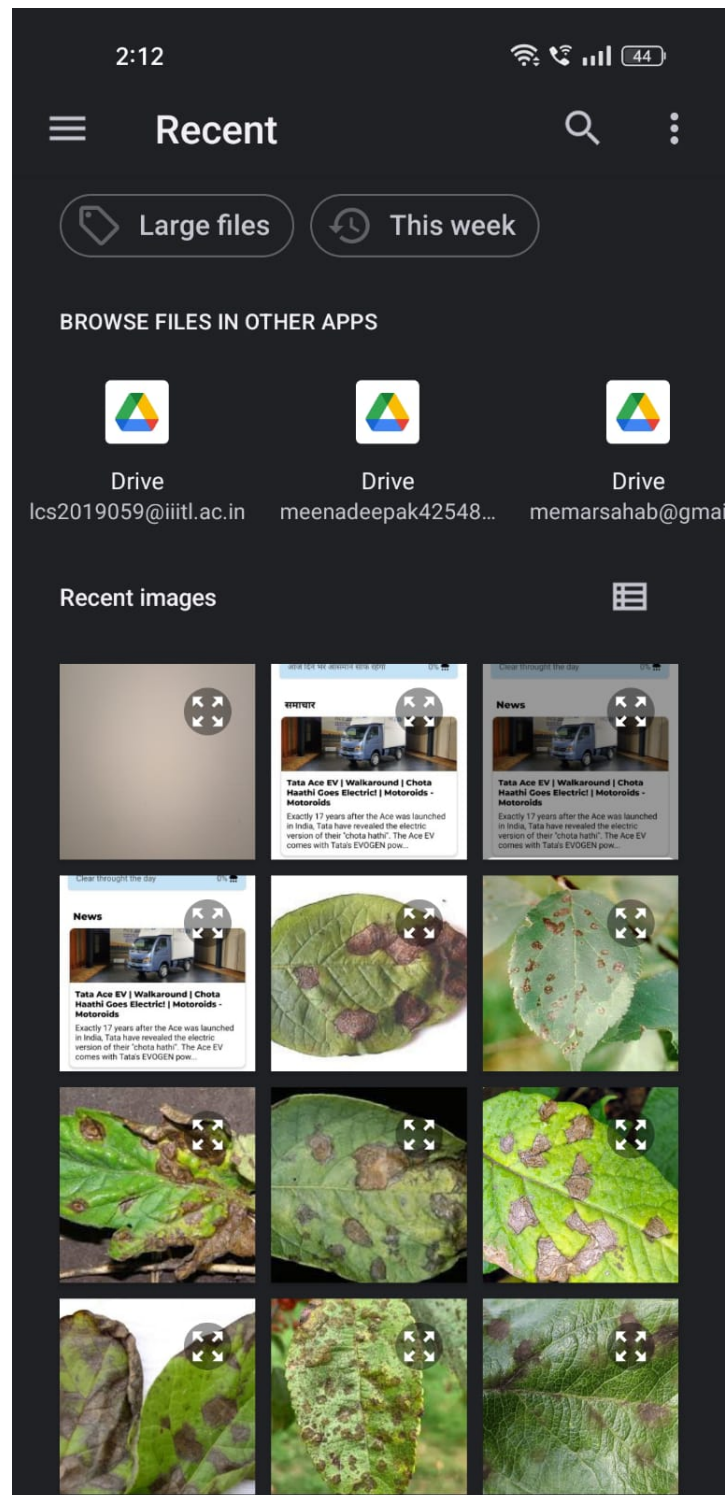 2:12
44
Recent
Large files
This week
BROWSE FILES IN OTHER APPS
Drive
lcs2019059@iiitl.ac.in
Drive
meenadeepak42548...
Drive
memarsahab@gmai
Recent images
आज दिन भर आसमान साफ रहेगा 0%
समाचार
Tata Ace EV | Walkaround | Chota
Haathi Goes Electric! | Motoroids -
Motoroids
Exactly 17 years after the Ace was launched
in India, Tata have revealed the electric
version of their "chota hathi". The Ace EV
comes with Tata's EVOGEN pow...
Clear throught the day 0%
News
Tata Ace EV | Walkaround | Chota
Haathi Goes Electric! | Motoroids -
Motoroids
Exactly 17 years after the Ace was launched
in India, Tata have revealed the electric
version of their "chota hathi". The Ace EV
comes with Tata's EVOGEN pow...
Clear throught the day 0%
News
Tata Ace EV | Walkaround | Chota
Haathi Goes Electric! | Motoroids -
Motoroids
Exactly 17 years after the Ace was launched
in India, Tata have revealed the electric
version of their "chota hathi". The Ace EV
comes with Tata's EVOGEN pow...